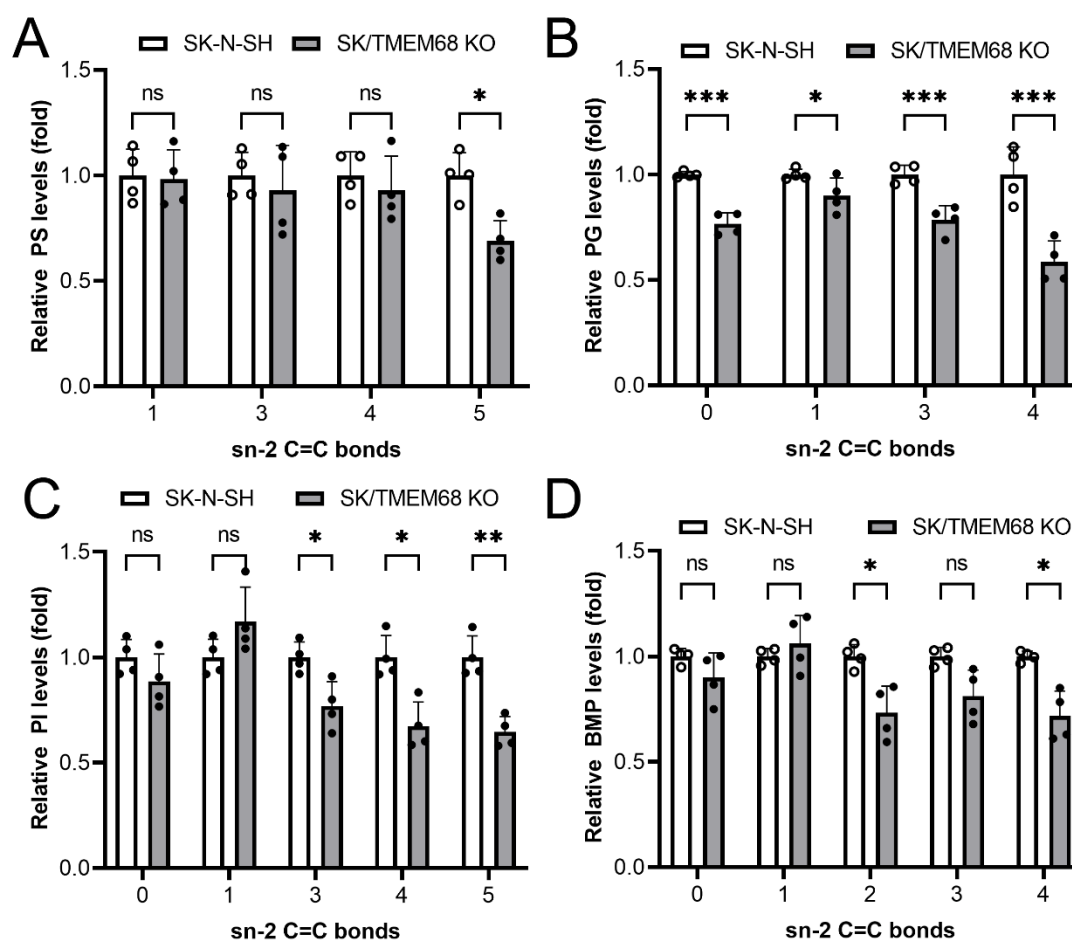 A
SK-N-SH SK/TMEM68 KO
Relative PS levels (fold)
1.5
1.0
0.5
0.0
ns ns ns *
1 3 4 5
sn-2 C=C bonds
B
SK-N-SH SK/TMEM68 KO
Relative PG levels (fold)
1.5
1.0
0.5
0.0
*** * *** ***
0 1 3 4
sn-2 C=C bonds
C
SK-N-SH SK/TMEM68 KO
Relative PI levels (fold)
1.5
1.0
0.5
0.0
ns ns * * **
0 1 3 4 5
sn-2 C=C bonds
D
SK-N-SH SK/TMEM68 KO
Relative BMP levels (fold)
1.5
1.0
0.5
0.0
ns ns * ns *
0 1 2 3 4
sn-2 C=C bonds